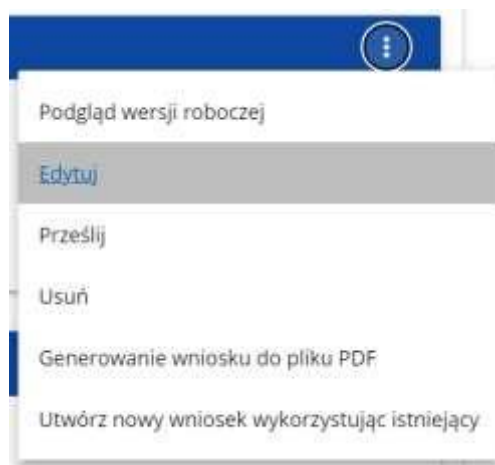 Podgląd wersji roboczej
Edytuj
Prześlij
Usuń
Generowanie wniosku do pliku PDF
Utwórz nowy wniosek wykorzystując istniejący